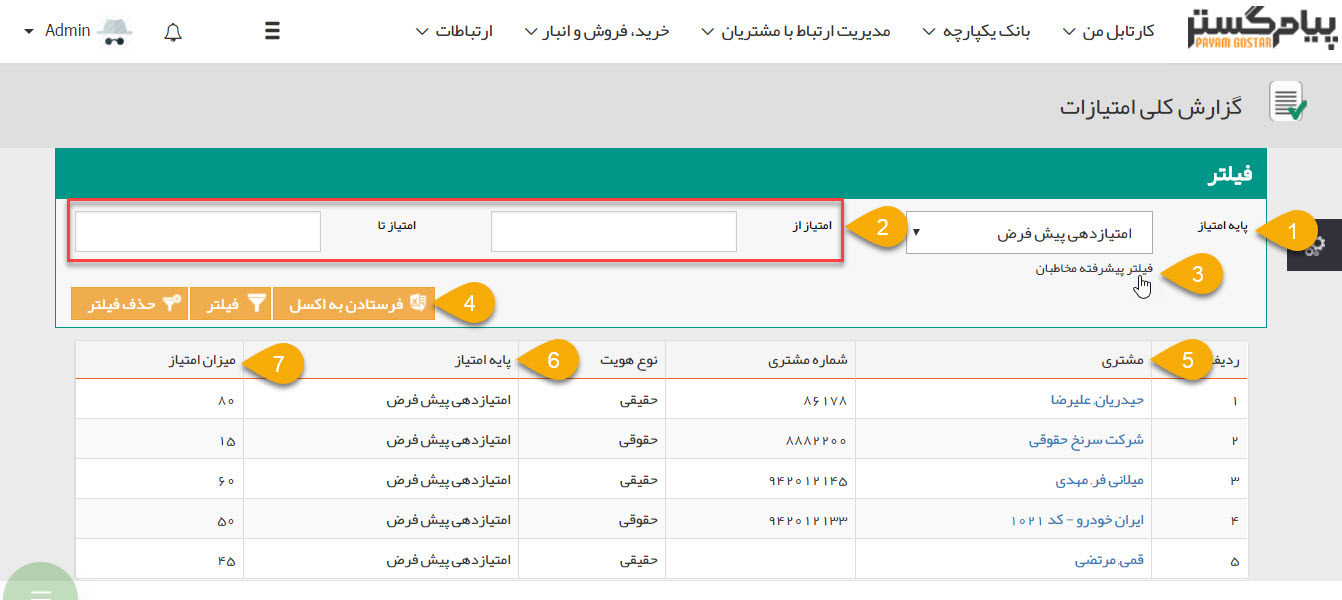 پیام‌گستر
PAYAM GOSTAR
کارتابل من
بانک یکپارچه
مدیریت ارتباط با مشتریان
خرید، فروش و انبار
ارتباطات
Admin
گزارش کلی امتیازات
فیلتر
1
پایه امتیاز
امتیازدهی پیش فرض
2
امتیاز از
امتیاز تا
3
فیلتر پیشرفته مخاطبان
4
فرستادن به اکسل
فیلتر
حذف فیلتر
ردیف 5 مشتری شماره مشتری نوع هویت 6 پایه امتیاز 7 میزان امتیاز
۱ حیدریان, علیرضا ۸۶۱۷۸ حقیقی امتیازدهی پیش فرض ۸۰
۲ شرکت سرنخ حقوقی ۸۸۸۲۲۰۰ حقوقی امتیازدهی پیش فرض ۱۵
۳ میلانی فر, مهدی ۹۴۲۰۱۲۱۴۵ حقیقی امتیازدهی پیش فرض ۶۰
۴ ایران خودرو - کد ۱۰۲۱ ۹۴۲۰۱۲۱۳۳ حقوقی امتیازدهی پیش فرض ۵۰
۵ قمی, مرتضی حقیقی امتیازدهی پیش فرض ۴۵